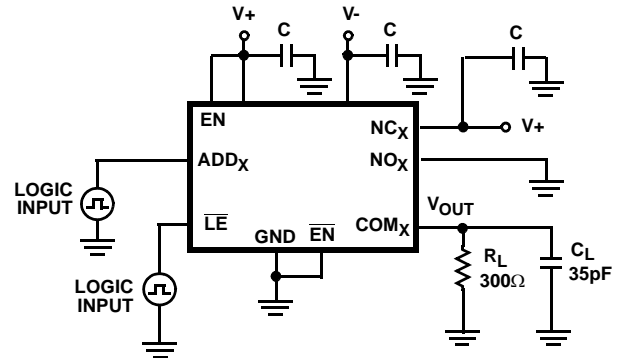 V+
C
V-
C
C
EN
NCX
V+
ADDX
NOX
LOGIC
INPUT
LE
GND
EN
COMX
VOUT
RL
300Ω
CL
35pF
LOGIC
INPUT